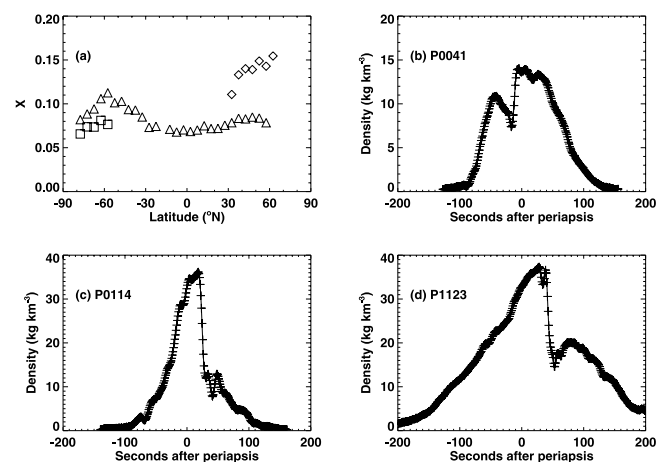 0.20
0.15
0.10
0.05
0.00
X
(a)
-90 -60 -30 0 30 60 90
Latitude (°N)
20
15
10
5
0
Density (kg km⁻³)
(b) P0041
-200 -100 0 100 200
Seconds after periapsis
40
30
20
10
0
Density (kg km⁻³)
(c) P0114
-200 -100 0 100 200
Seconds after periapsis
40
30
20
10
0
Density (kg km⁻³)
(d) P1123
-200 -100 0 100 200
Seconds after periapsis